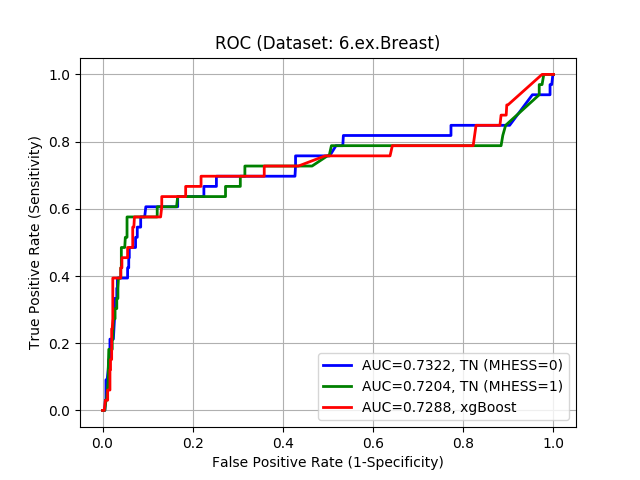 ROC (Dataset: 6.ex.Breast)
True Positive Rate (Sensitivity)
1.0
0.8
0.6
0.4
0.2
0.0
AUC=0.7322, TN (MHESS=0)
AUC=0.7204, TN (MHESS=1)
AUC=0.7288, xgBoost
0.0 0.2 0.4 0.6 0.8 1.0
False Positive Rate (1-Specificity)